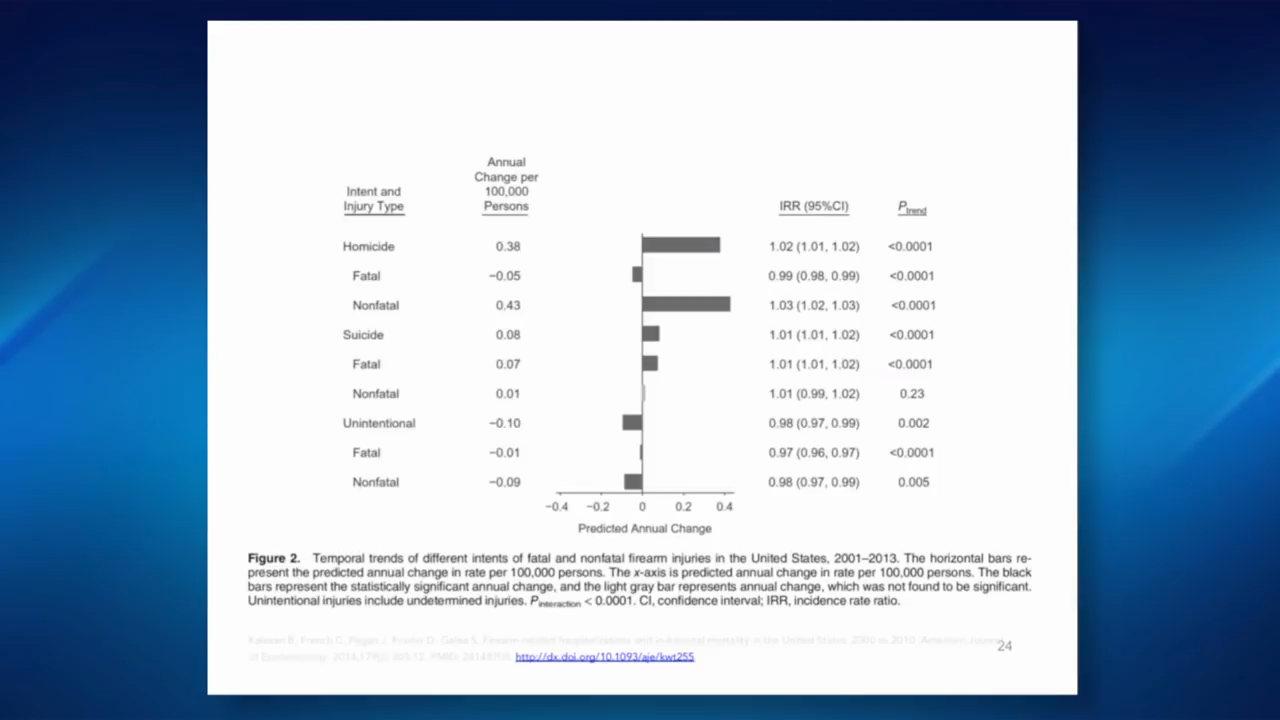 Annual
Change per
Intent and 100,000
Injury Type Persons IRR (95%CI) Ptrend
Homicide 0.38 1.02 (1.01, 1.02) <0.0001
Fatal −0.05 0.99 (0.98, 0.99) <0.0001
Nonfatal 0.43 1.03 (1.02, 1.03) <0.0001
Suicide 0.08 1.01 (1.01, 1.02) <0.0001
Fatal 0.07 1.01 (1.01, 1.02) <0.0001
Nonfatal 0.01 1.01 (0.99, 1.02) 0.23
Unintentional −0.10 0.98 (0.97, 0.99) 0.002
Fatal −0.01 0.97 (0.96, 0.97) <0.0001
Nonfatal −0.09 0.98 (0.97, 0.99) 0.005
−0.4 −0.2 0 0.2 0.4
Predicted Annual Change
Figure 2. Temporal trends of different intents of fatal and nonfatal firearm injuries in the United States, 2001–2013. The horizontal bars re-
present the predicted annual change in rate per 100,000 persons. The x-axis is predicted annual change in rate per 100,000 persons. The black
bars represent the statistically significant annual change, and the light gray bar represents annual change, which was not found to be significant.
Unintentional injuries include undetermined injuries. Pinteraction < 0.0001. CI, confidence interval; IRR, incidence rate ratio.
in the United States, 2000 to 2010. American Journal 24
of Epidemiology. http://dx.doi.org/10.1093/aje/kwt255